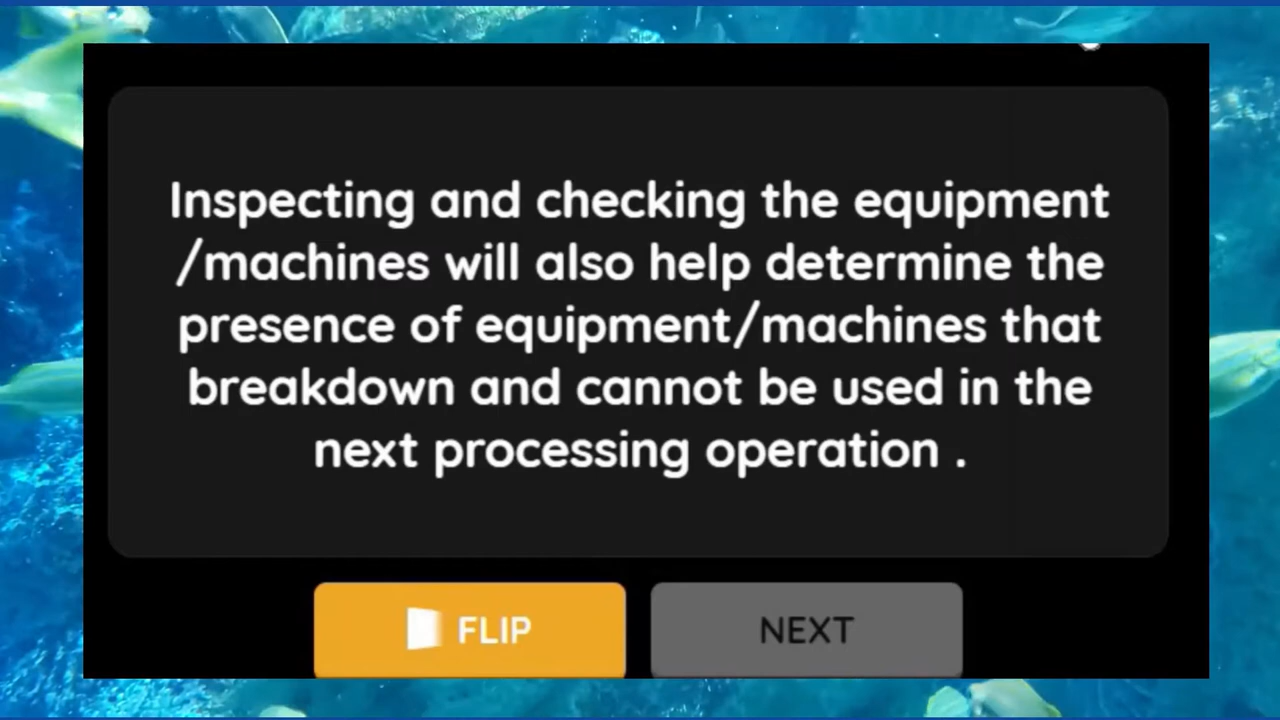 Inspecting and checking the equipment
/machines will also help determine the
presence of equipment/machines that
breakdown and cannot be used in the
next processing operation .
FLIP
NEXT